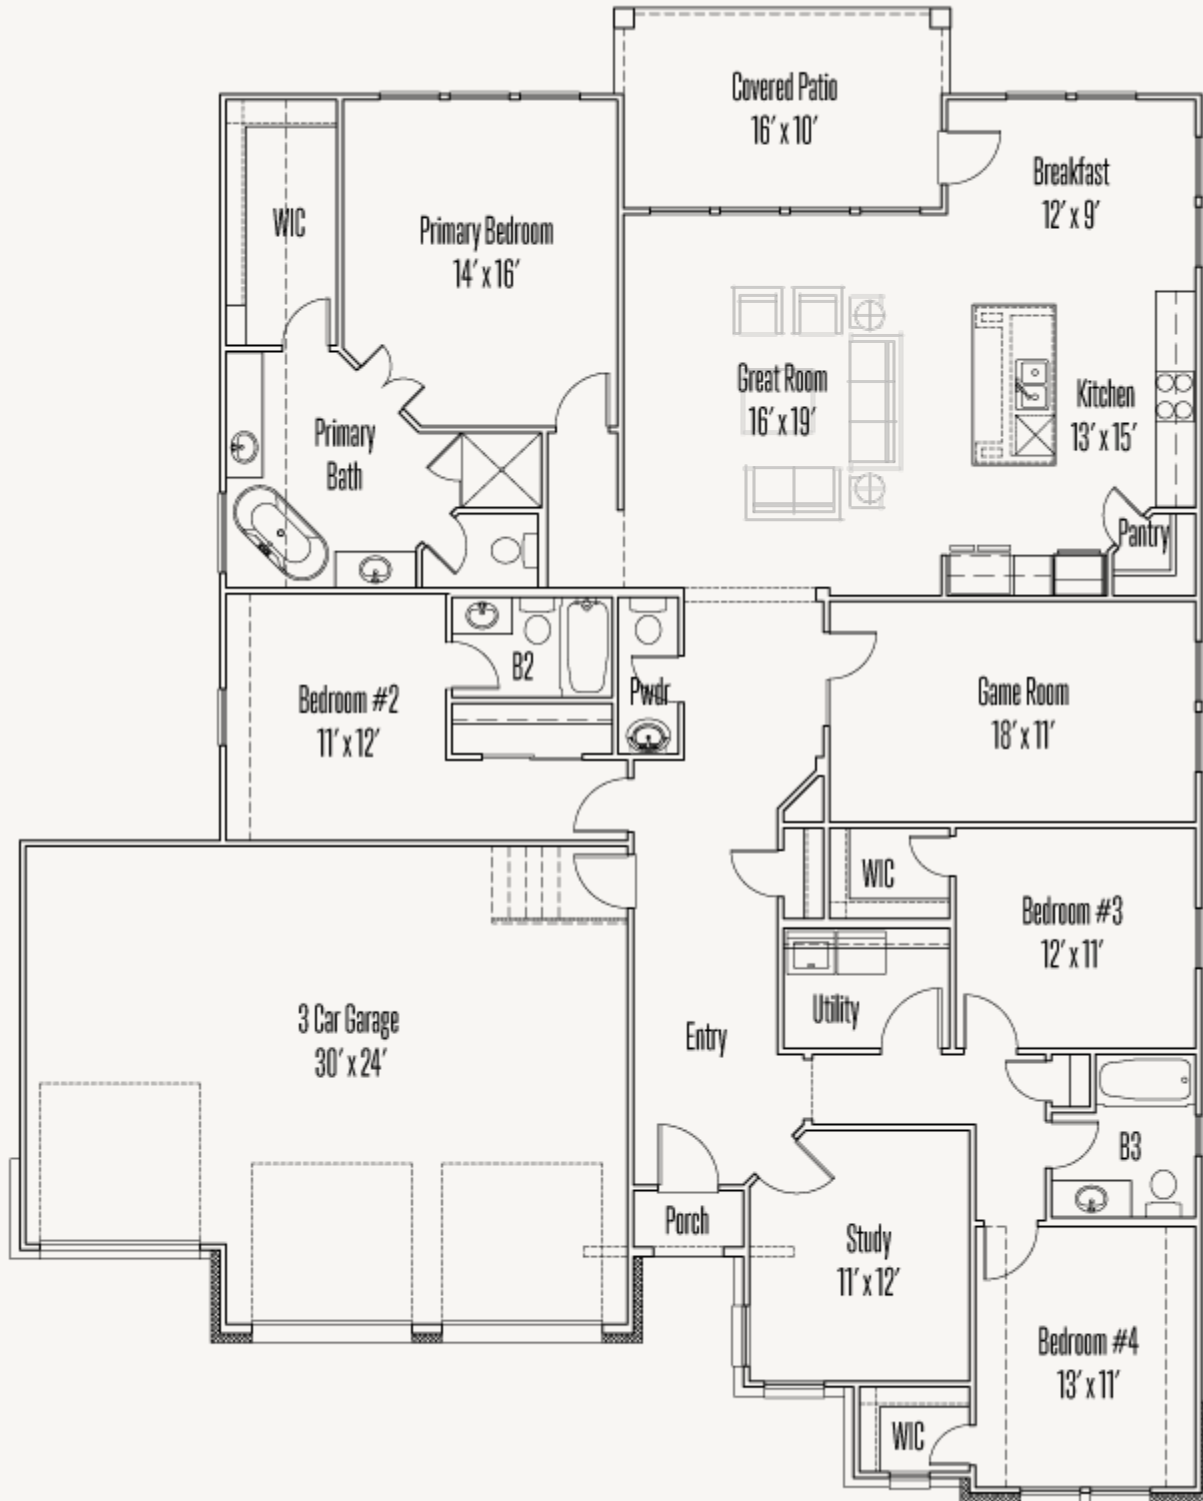 Covered Patio
16' x 10'
Breakfast
12' x 9'
WIC
Primary Bedroom
14' x 16'
Great Room
16' x 19'
Kitchen
13' x 15'
Primary
Bath
Pantry
B2
Pwdr
Bedroom #2
11' x 12'
Game Room
18' x 11'
WIC
Bedroom #3
12' x 11'
3 Car Garage
30' x 24'
Utility
Entry
B3
Porch
Study
11' x 12'
Bedroom #4
13' x 11'
WIC